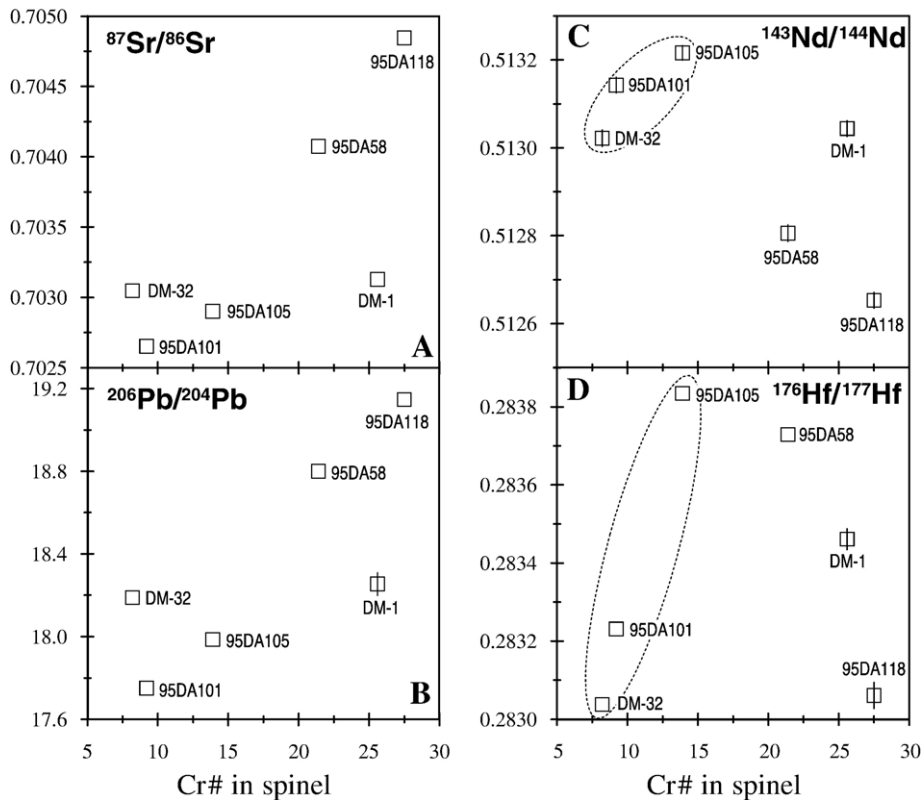 0.7050
0.7045
0.7040
0.7035
0.7030
0.7025
⁸⁷Sr/⁸⁶Sr
95DA118
95DA58
DM-32
DM-1
95DA105
95DA101
A
0.5132
0.5130
0.5128
0.5126
C
¹⁴³Nd/¹⁴⁴Nd
95DA105
95DA101
DM-32
DM-1
95DA58
95DA118
19.2
18.8
18.4
18.0
17.6
²⁰⁶Pb/²⁰⁴Pb
95DA118
95DA58
DM-32
DM-1
95DA105
95DA101
B
5 10 15 20 25 30
Cr# in spinel
0.2838
0.2836
0.2834
0.2832
0.2830
D
¹⁷⁶Hf/¹⁷⁷Hf
95DA105
95DA58
DM-1
95DA101
95DA118
DM-32
5 10 15 20 25 30
Cr# in spinel